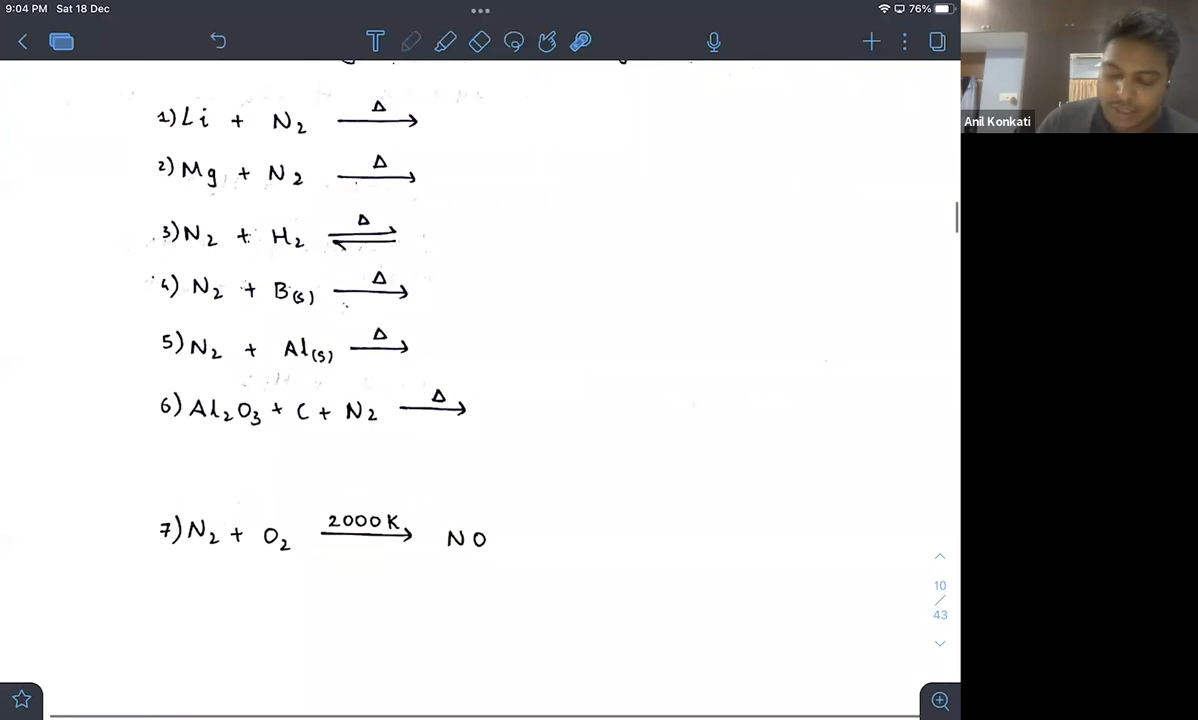 9:04 PM Sat 18 Dec
76%
1) Li + N₂ →Δ
2) Mg + N₂ →Δ
3) N₂ + H₂ ⇌Δ
4) N₂ + B(s) →Δ
5) N₂ + Al(s) →Δ
6) Al₂O₃ + C + N₂ →Δ
7) N₂ + O₂ →2000 K NO
Anil Konkati
10
/
43